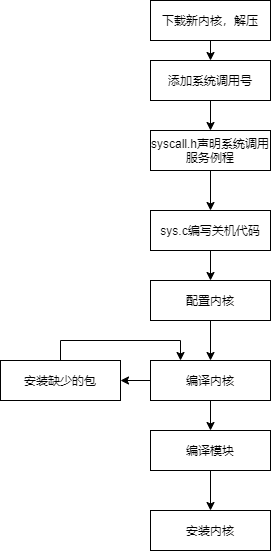 下载新内核，解压
添加系统调用号
syscall.h声明系统调用
服务例程
sys.c编写关机代码
配置内核
安装缺少的包
编译内核
编译模块
安装内核